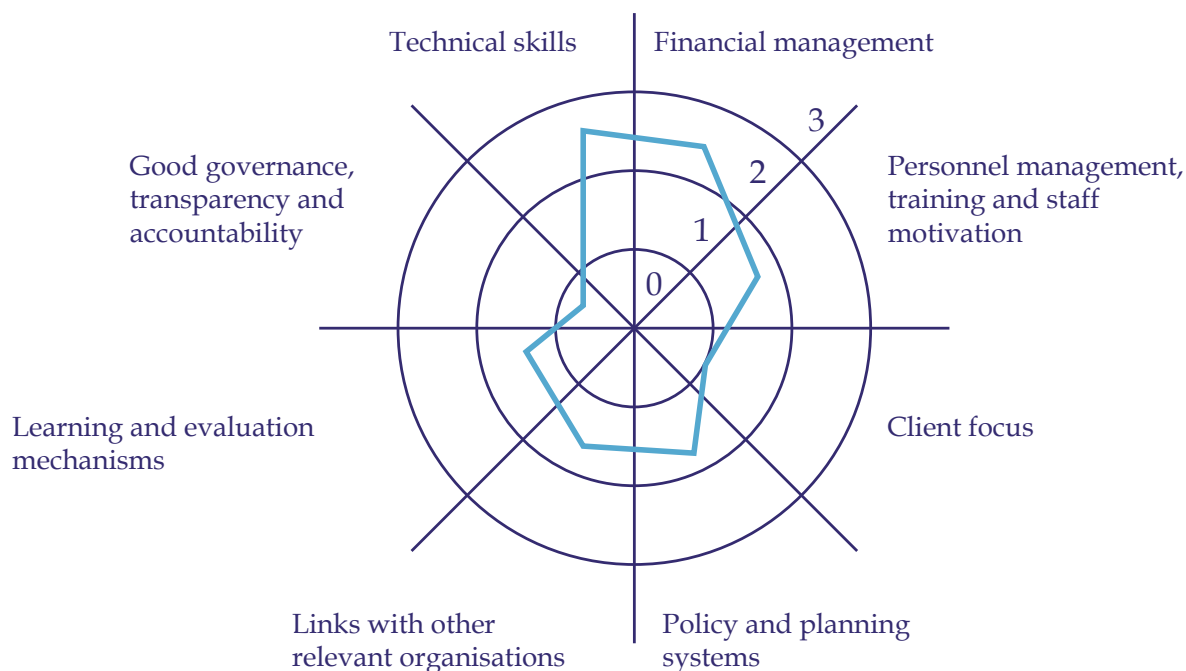 Technical skills
Financial management
3
Good governance,
transparency and
accountability
2
Personnel management,
training and staff
motivation
1
0
Learning and evaluation
mechanisms
Client focus
Links with other
relevant organisations
Policy and planning
systems